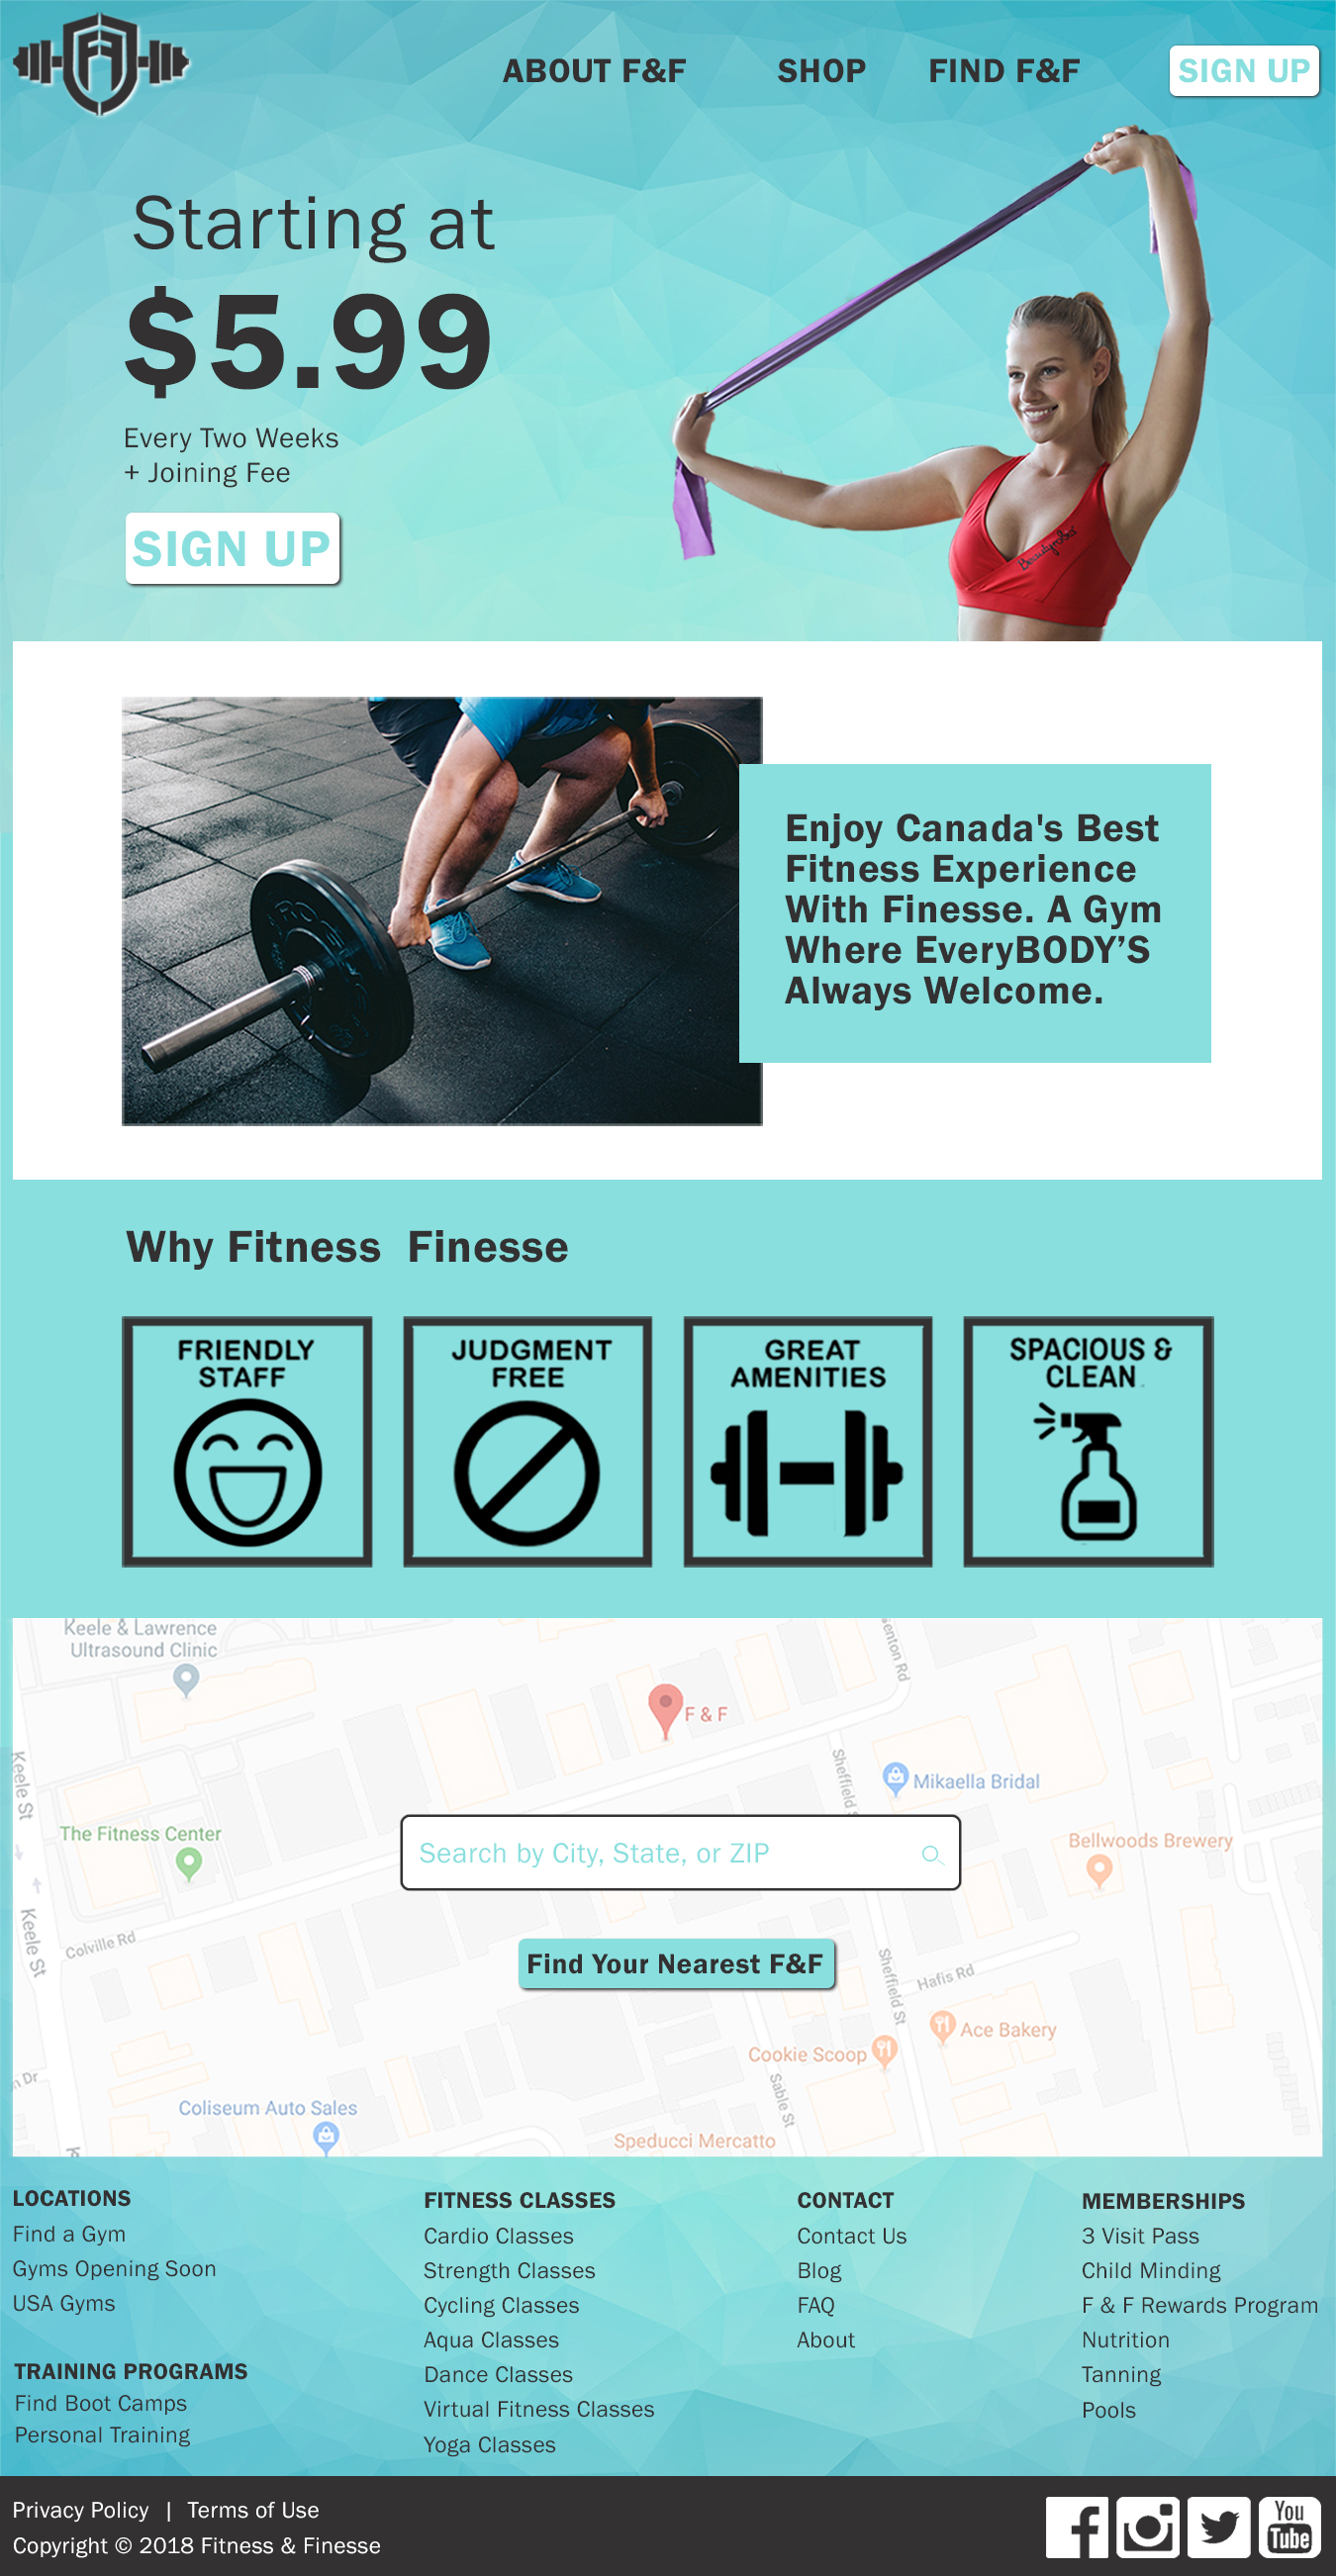 ABOUT F&F
SHOP
FIND F&F
SIGN UP
Starting at
$5.99
Every Two Weeks
+ Joining Fee
SIGN UP
Enjoy Canada's Best
Fitness Experience
With Finesse. A Gym
Where EveryBODY’S
Always Welcome.
Why Fitness  Finesse
FRIENDLY
STAFF
JUDGMENT
FREE
GREAT
AMENITIES
SPACIOUS &
CLEAN
Keele & Lawrence
Ultrasound Clinic
F & F
Keele St
Sheffield
Mikaella Bridal
The Fitness Center
Search by City, State, or ZIP
Bellwoods Brewery
Keele St
Colville Rd
Find Your Nearest F&F
Sheffield St
Hafis Rd
Ace Bakery
Cookie Scoop
Sable St
Coliseum Auto Sales
Speducci Mercatto
LOCATIONS
Find a Gym
Gyms Opening Soon
USA Gyms
TRAINING PROGRAMS
Find Boot Camps
Personal Training
FITNESS CLASSES
Cardio Classes
Strength Classes
Cycling Classes
Aqua Classes
Dance Classes
Virtual Fitness Classes
Yoga Classes
CONTACT
Contact Us
Blog
FAQ
About
MEMBERSHIPS
3 Visit Pass
Child Minding
F & F Rewards Program
Nutrition
Tanning
Pools
Privacy Policy | Terms of Use
Copyright © 2018 Fitness & Finesse
You
Tube